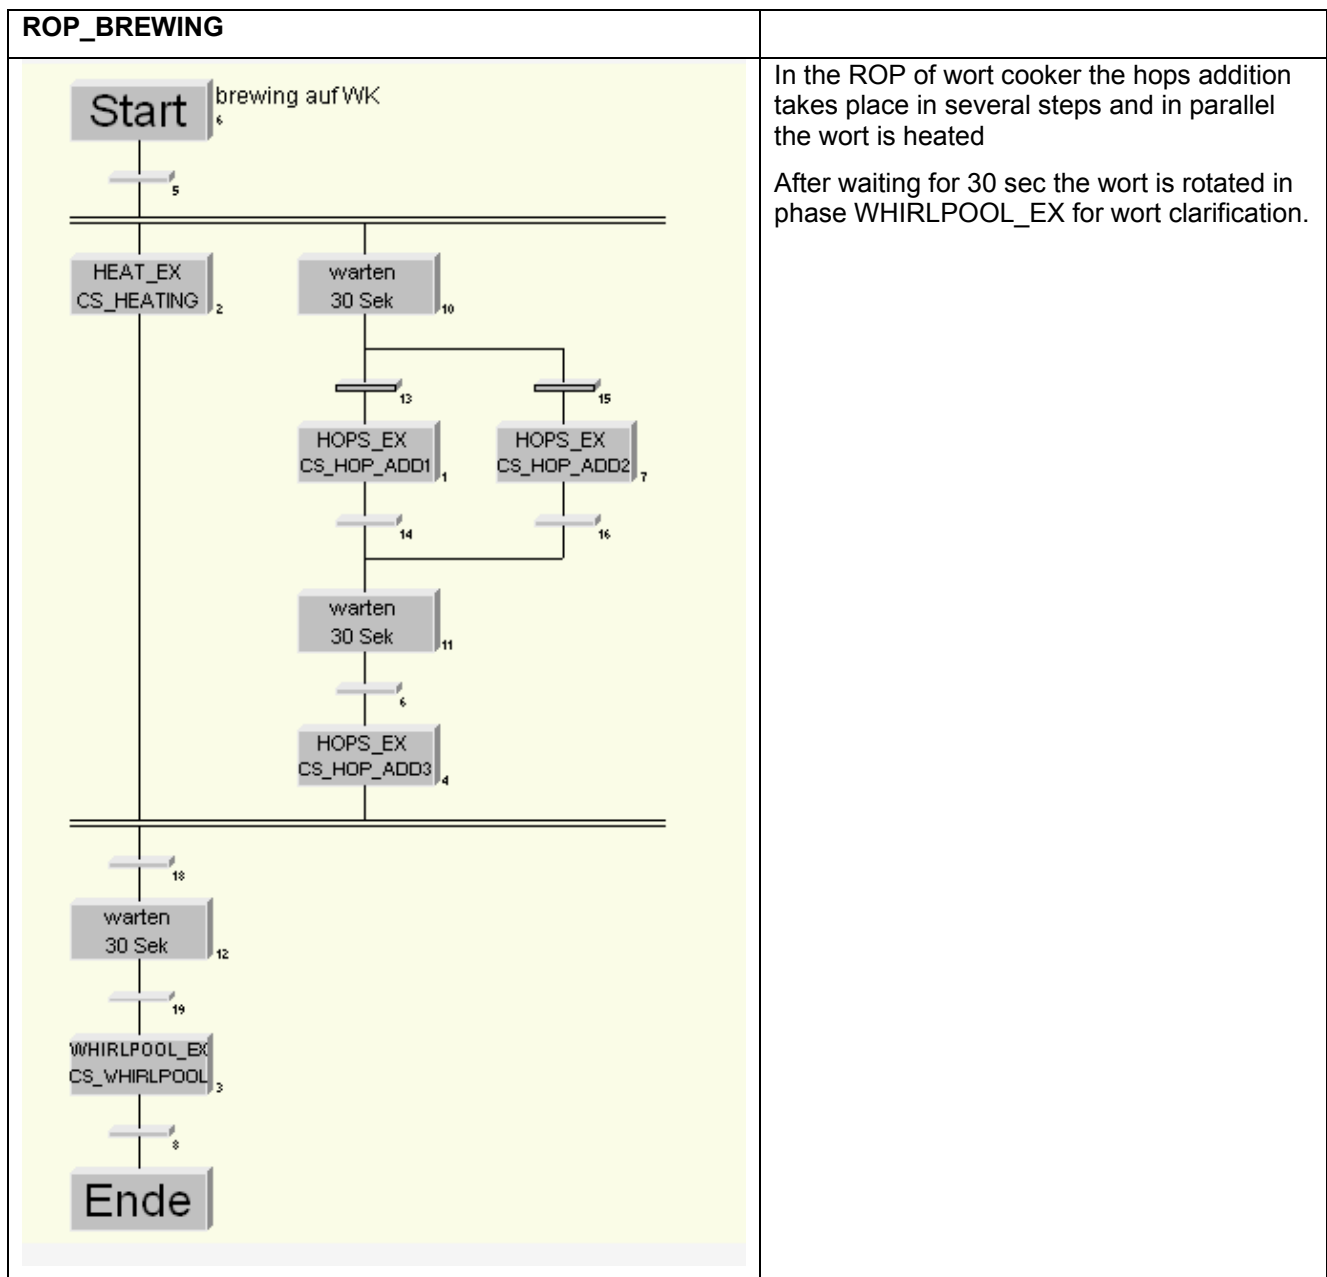 ROP_BREWING
Start
brewing auf WK
6
5
HEAT_EX
CS_HEATING
2
warten
30 Sek
10
13
15
HOPS_EX
CS_HOP_ADD1
1
HOPS_EX
CS_HOP_ADD2
7
14
16
warten
30 Sek
11
6
HOPS_EX
CS_HOP_ADD3
4
18
warten
30 Sek
12
19
WHIRLPOOL_EX
CS_WHIRLPOOL
3
8
Ende
In the ROP of wort cooker the hops addition
takes place in several steps and in parallel
the wort is heated
After waiting for 30 sec the wort is rotated in
phase WHIRLPOOL_EX for wort clarification.